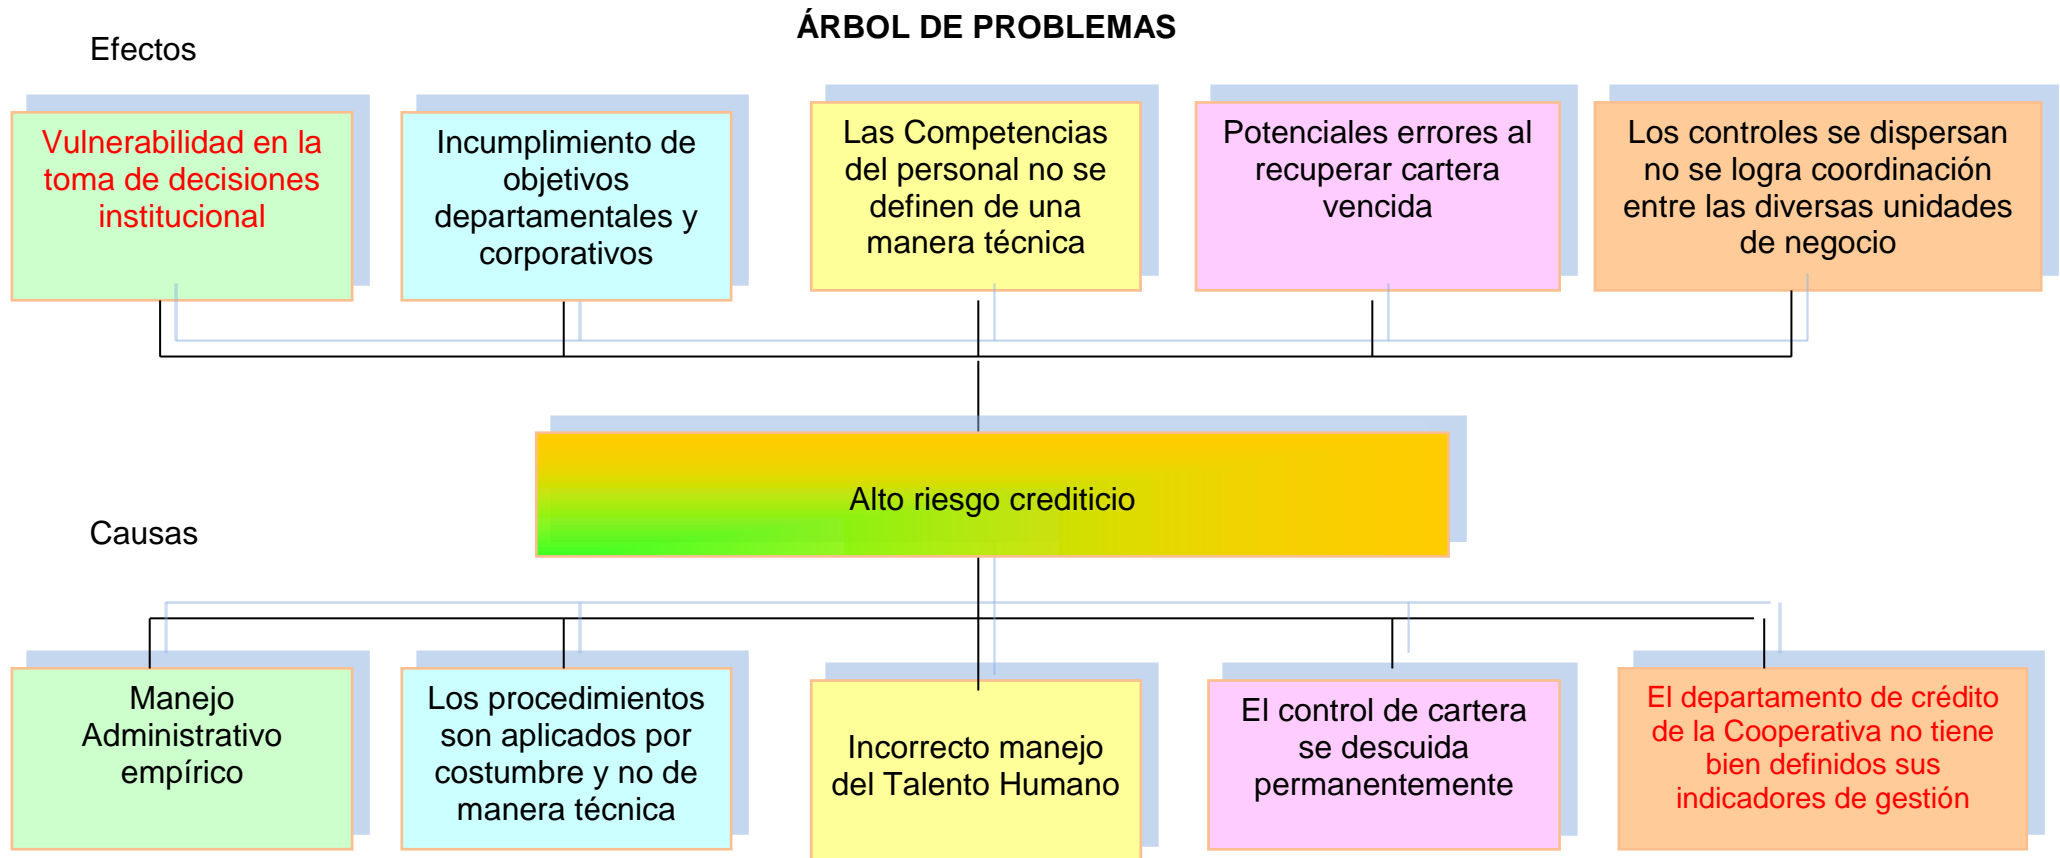 ÁRBOL DE PROBLEMAS
Efectos
Vulnerabilidad en la
toma de decisiones
institucional
Incumplimiento de
objetivos
departamentales y
corporativos
Las Competencias
del personal no se
definen de una
manera técnica
Potenciales errores al
recuperar cartera
vencida
Los controles se dispersan
no se logra coordinación
entre las diversas unidades
de negocio
Alto riesgo crediticio
Causas
Manejo
Administrativo
empírico
Los procedimientos
son aplicados por
costumbre y no de
manera técnica
Incorrecto manejo
del Talento Humano
El control de cartera
se descuida
permanentemente
El departamento de crédito
de la Cooperativa no tiene
bien definidos sus
indicadores de gestión